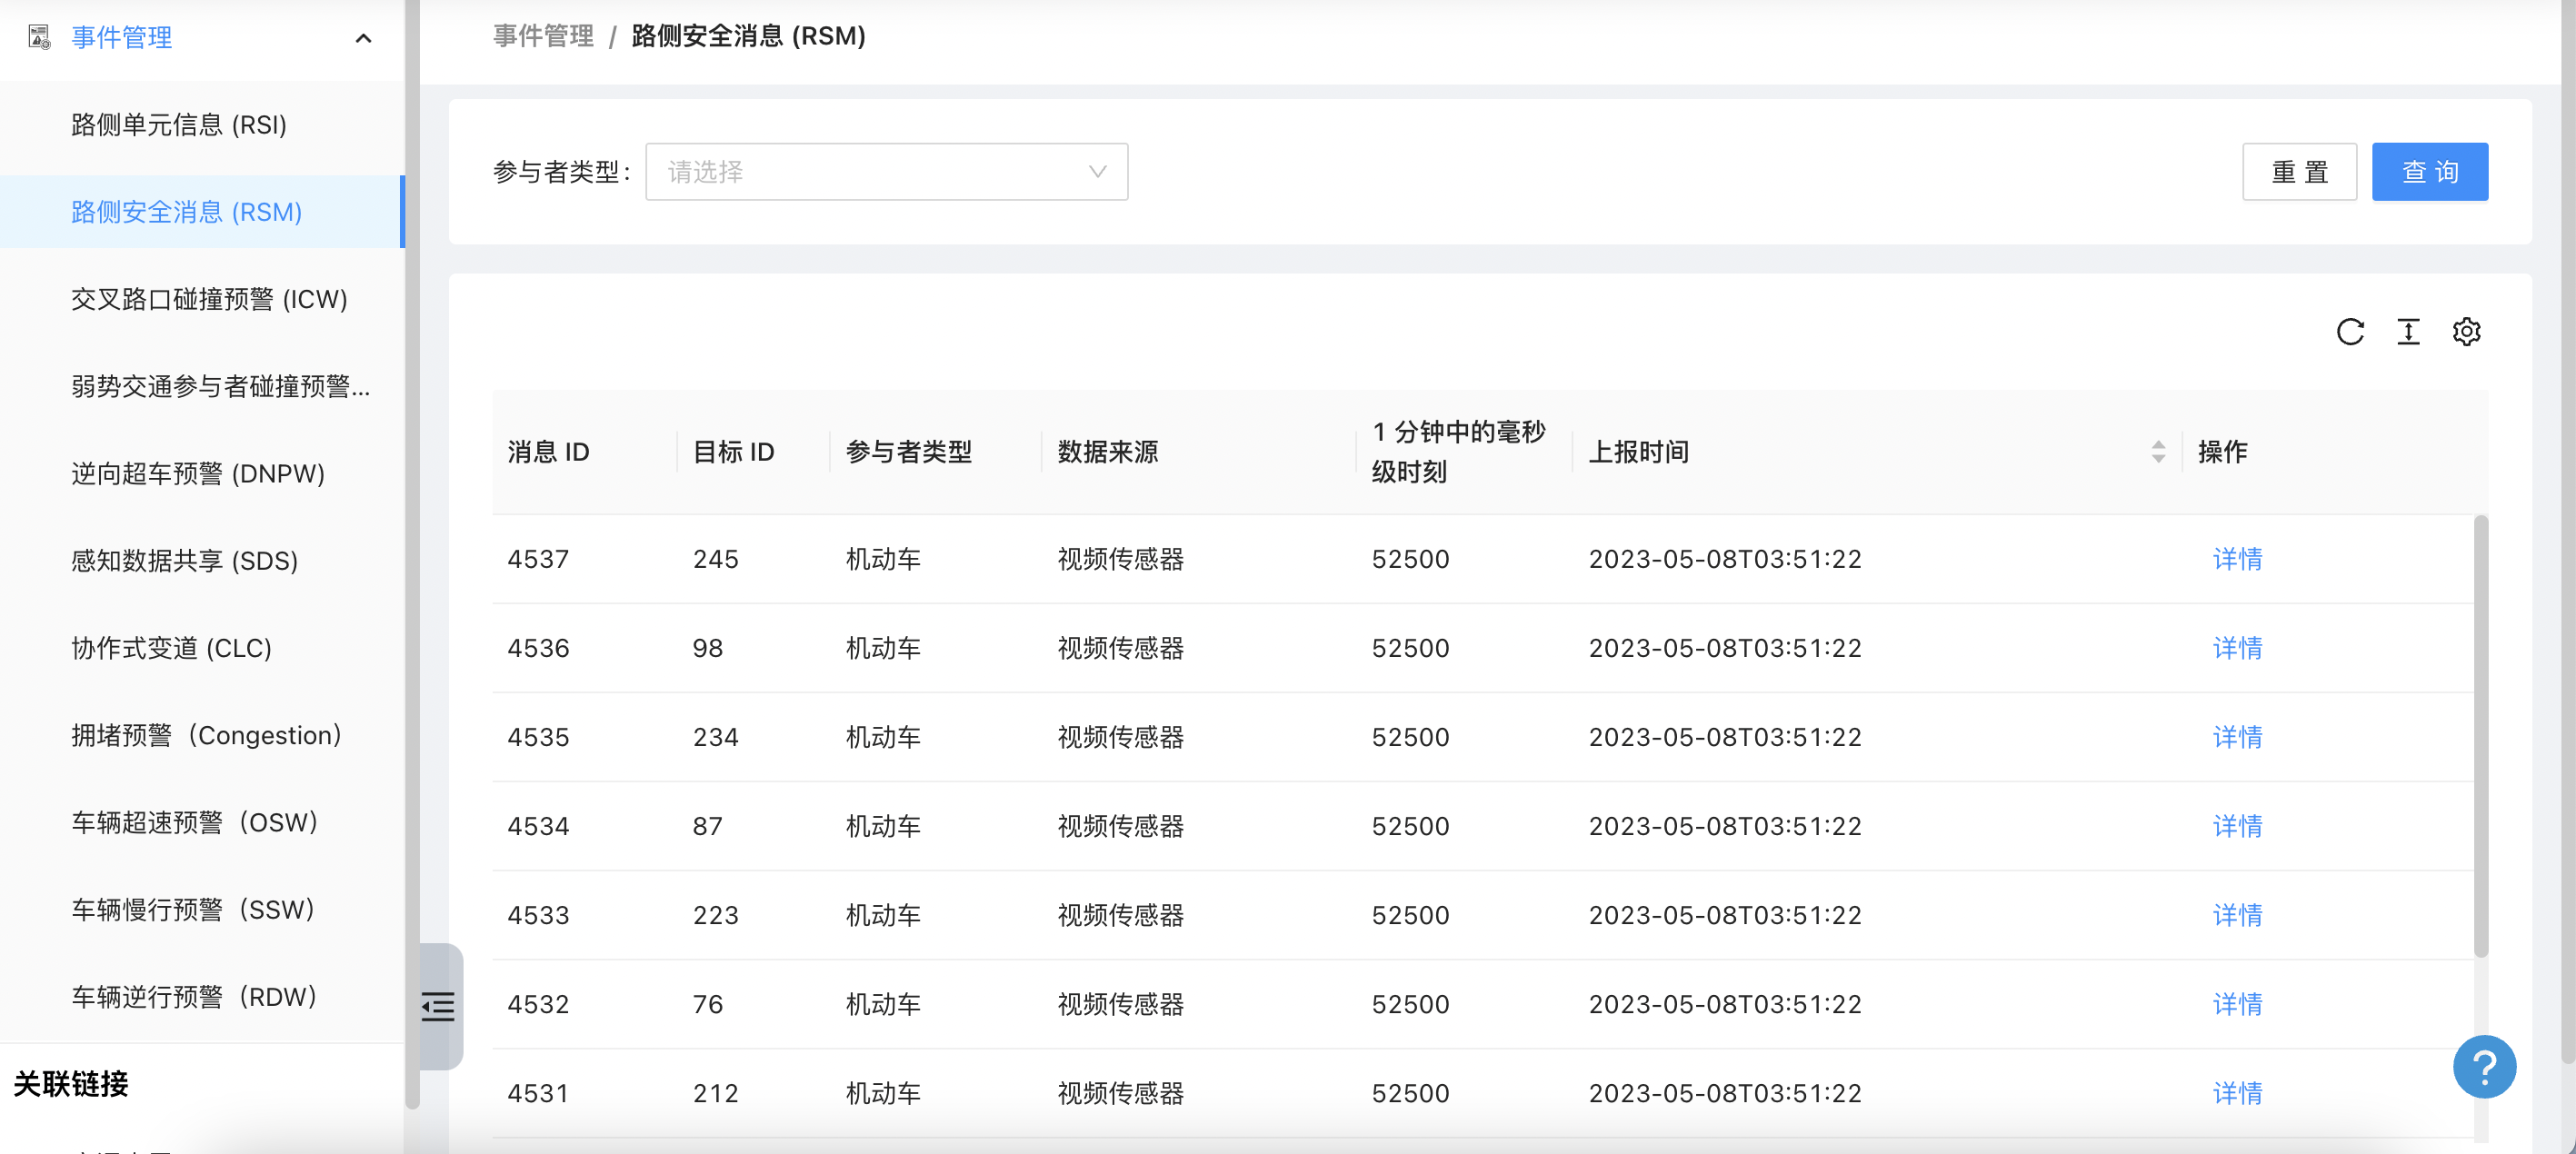 事件管理
路侧单元信息 (RSI)
路侧安全消息 (RSM)
交叉路口碰撞预警 (ICW)
弱势交通参与者碰撞预警...
逆向超车预警 (DNPW)
感知数据共享 (SDS)
协作式变道 (CLC)
拥堵预警（Congestion）
车辆超速预警（OSW）
车辆慢行预警（SSW）
车辆逆行预警（RDW）
关联链接
事件管理 / 路侧安全消息 (RSM)
参与者类型 : 请选择 重 置 查 询
消息 ID 目标 ID 参与者类型 数据来源 1 分钟中的毫秒级时刻 上报时间 操作
4537 245 机动车 视频传感器 52500 2023-05-08T03:51:22 详情
4536 98 机动车 视频传感器 52500 2023-05-08T03:51:22 详情
4535 234 机动车 视频传感器 52500 2023-05-08T03:51:22 详情
4534 87 机动车 视频传感器 52500 2023-05-08T03:51:22 详情
4533 223 机动车 视频传感器 52500 2023-05-08T03:51:22 详情
4532 76 机动车 视频传感器 52500 2023-05-08T03:51:22 详情
4531 212 机动车 视频传感器 52500 2023-05-08T03:51:22 详情
?